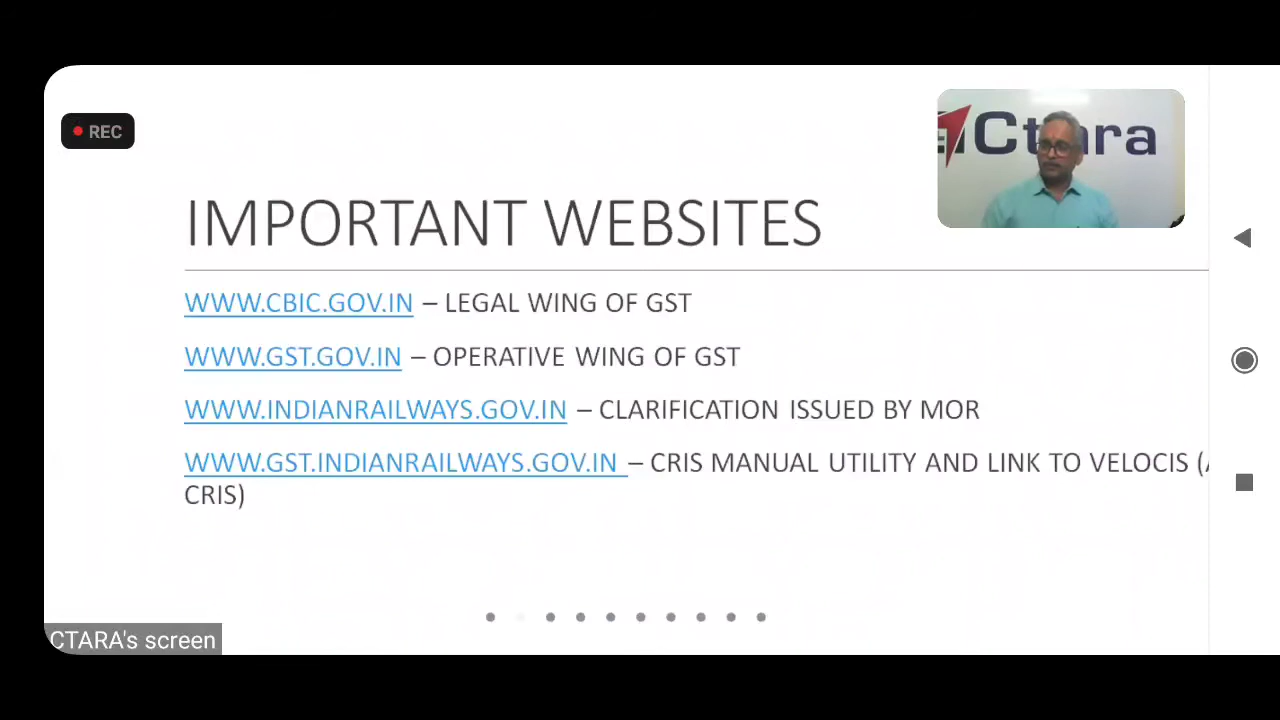 REC
Ctara
IMPORTANT WEBSITES
WWW.CBIC.GOV.IN – LEGAL WING OF GST
WWW.GST.GOV.IN – OPERATIVE WING OF GST
WWW.INDIANRAILWAYS.GOV.IN – CLARIFICATION ISSUED BY MOR
WWW.GST.INDIANRAILWAYS.GOV.IN – CRIS MANUAL UTILITY AND LINK TO VELOCIS (
CRIS)
CTARA's screen